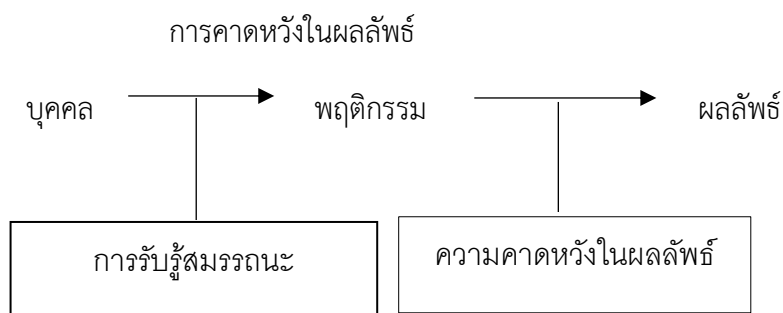 การคาดหวังในผลลัพธ์
บุคคล พฤติกรรม ผลลัพธ์
การรับรู้สมรรถนะ ความคาดหวังในผลลัพธ์